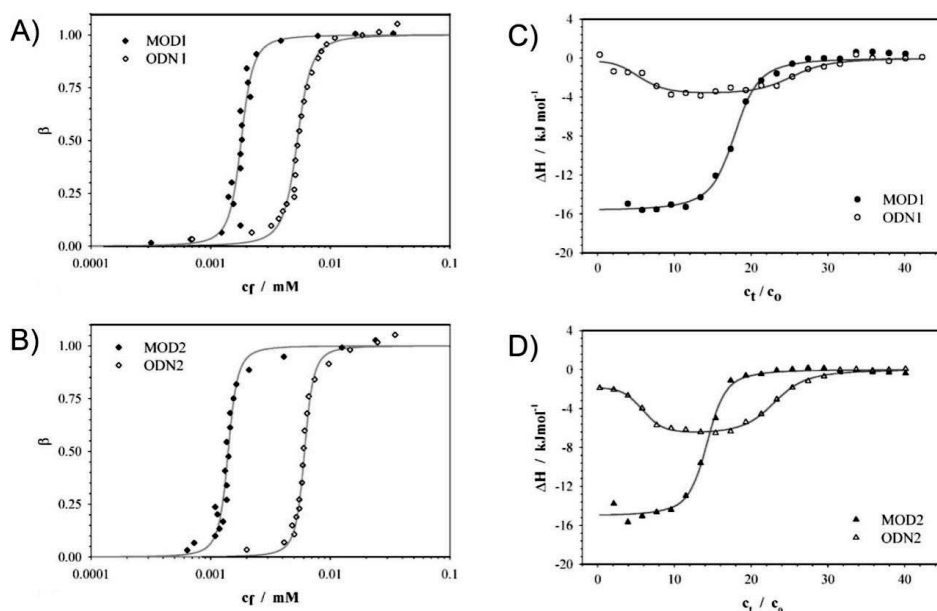 A)
1.00
0.75
0.50
0.25
0.00
β
MOD1
ODN1
0.0001
0.001
0.01
0.1
cf / mM
B)
1.00
0.75
0.50
0.25
0.00
β
MOD2
ODN2
0.0001
0.001
0.01
0.1
cf / mM
C)
4
0
-4
-8
-12
-16
-20
ΔH / kJ mol-1
MOD1
ODN1
0
10
20
30
40
ct / co
D)
4
0
-4
-8
-12
-16
-20
ΔH / kJmol-1
MOD2
ODN2
0
10
20
30
40
ct / co